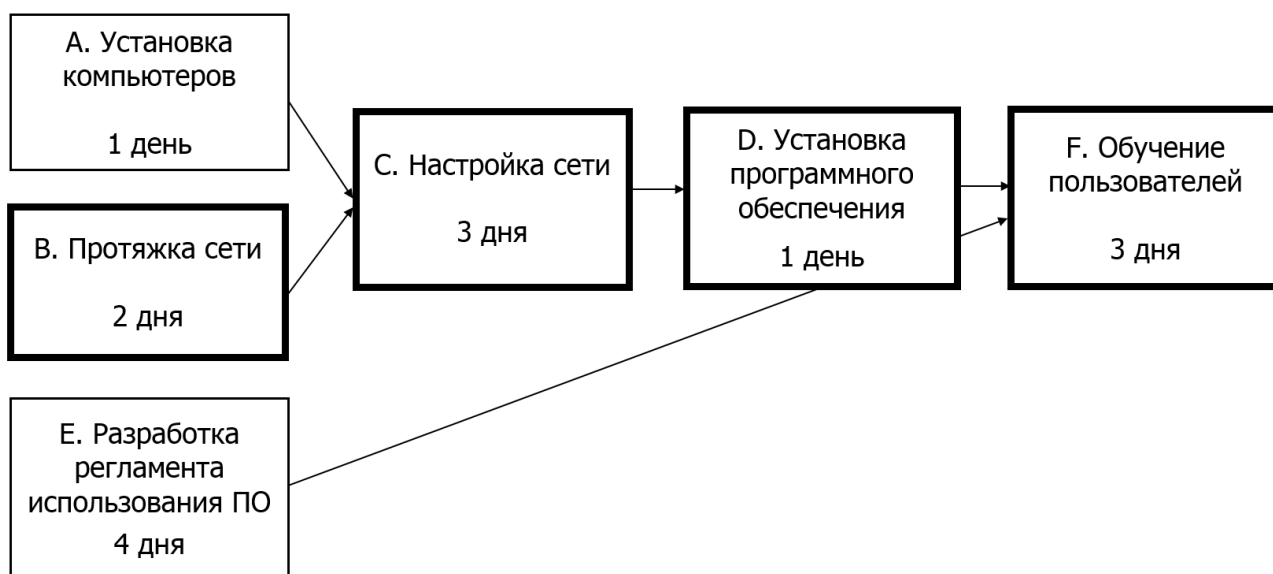 A. Установка
компьютеров
1 день
B. Протяжка сети
2 дня
C. Настройка сети
3 дня
D. Установка
программного
обеспечения
1 день
F. Обучение
пользователей
3 дня
E. Разработка
регламента
использования ПО
4 дня